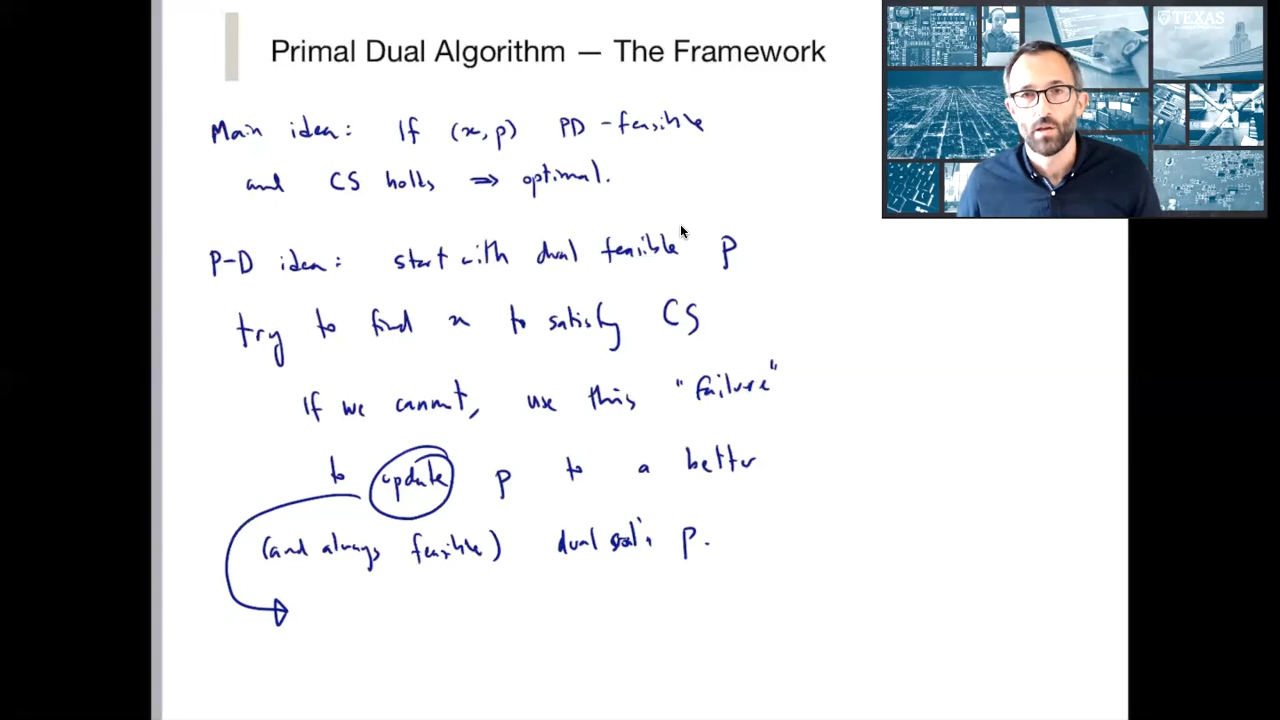 Primal Dual Algorithm — The Framework
TEXAS
Main idea: If (x, p) PD-feasible
and CS holds ⇒ optimal.
P-D idea: start with dual feasible p
try to find x to satisfy CS
If we cannot, use this "failure"
to update p to a better
(and always feasible) dual sol'n p.